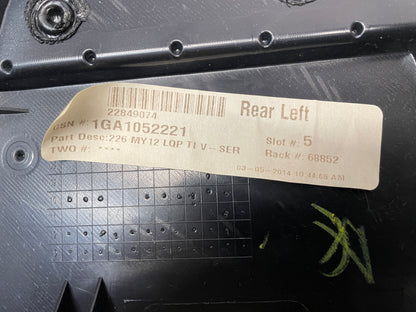 22849074
Rear Left
GSN #: 1GA1052221
Slot #: 5
Part Desc: 226 MY12 LQP TI V-SER
Rack #: 68852
TWO #: ****
03-05-2014 10:44:55 AM